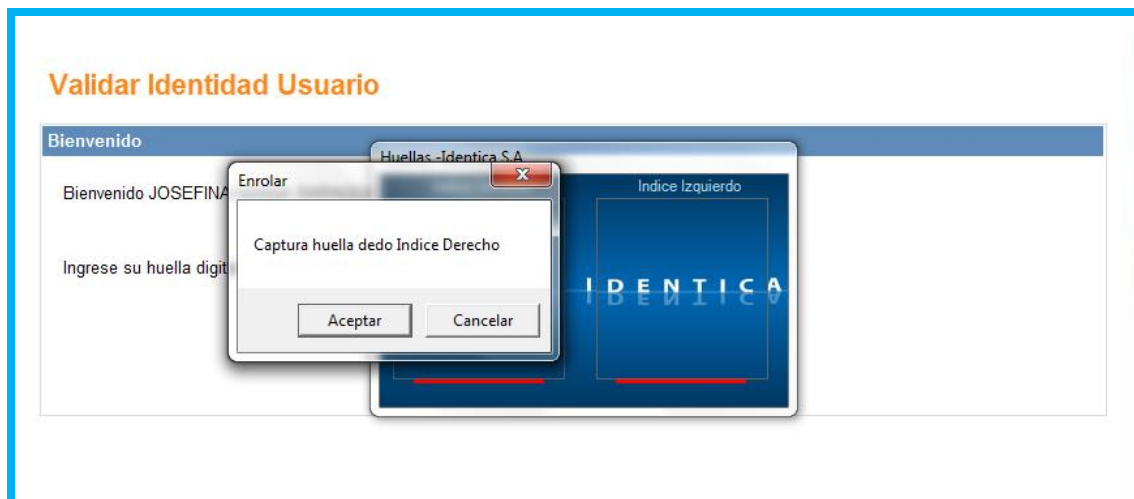 Validar Identidad Usuario
Bienvenido
Huellas -Identica S.A
Enrolar
X
Bienvenido JOSEFINA
Indice Izquierdo
Captura huella dedo Indice Derecho
Ingrese su huella digit
IDENTICA
Aceptar
Cancelar